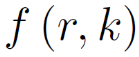 f (r, k)